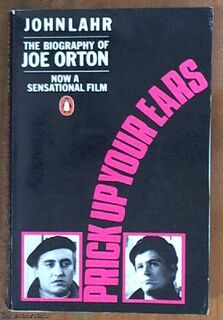 JOHN LAHR
THE BIOGRAPHY OF
JOE ORTON
NOW A
SENSATIONAL FILM
PRICK UP YOUR EARS